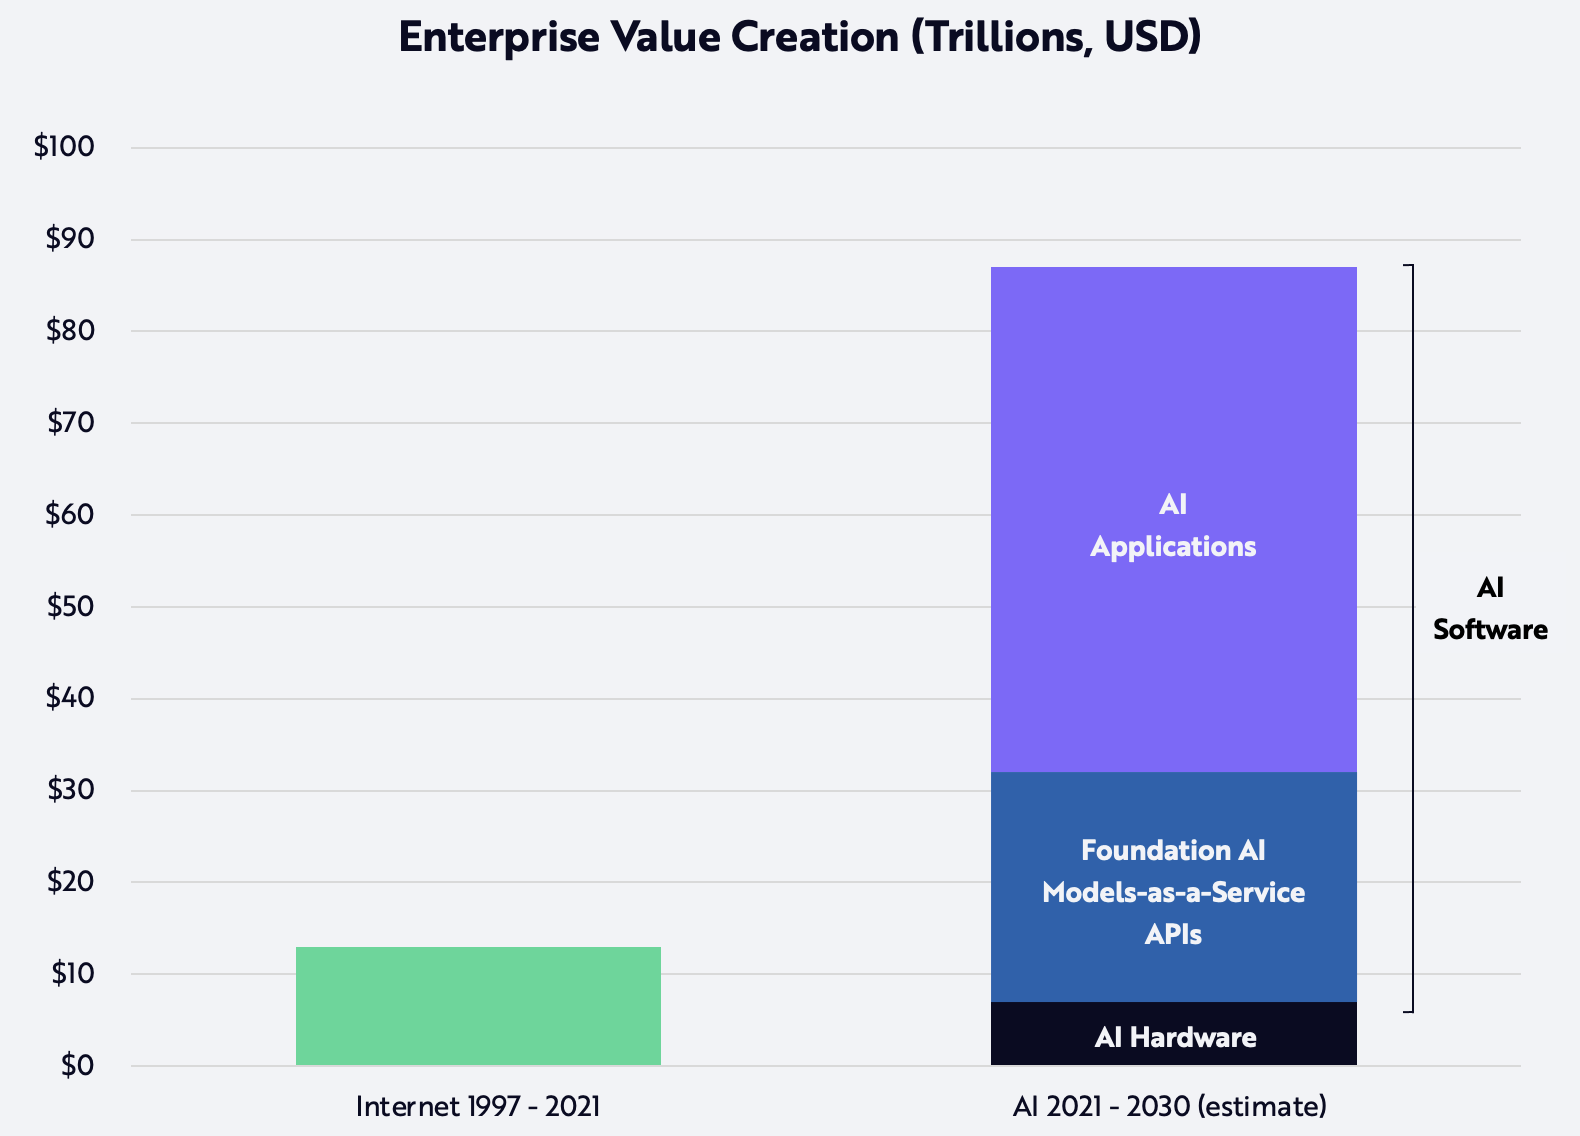 Enterprise Value Creation (Trillions, USD)
$100
$90
$80
$70
$60
$50
$40
$30
$20
$10
$0
AI
Applications
Foundation AI
Models-as-a-Service
APIs
AI Hardware
AI
Software
Internet 1997 - 2021
AI 2021 - 2030 (estimate)